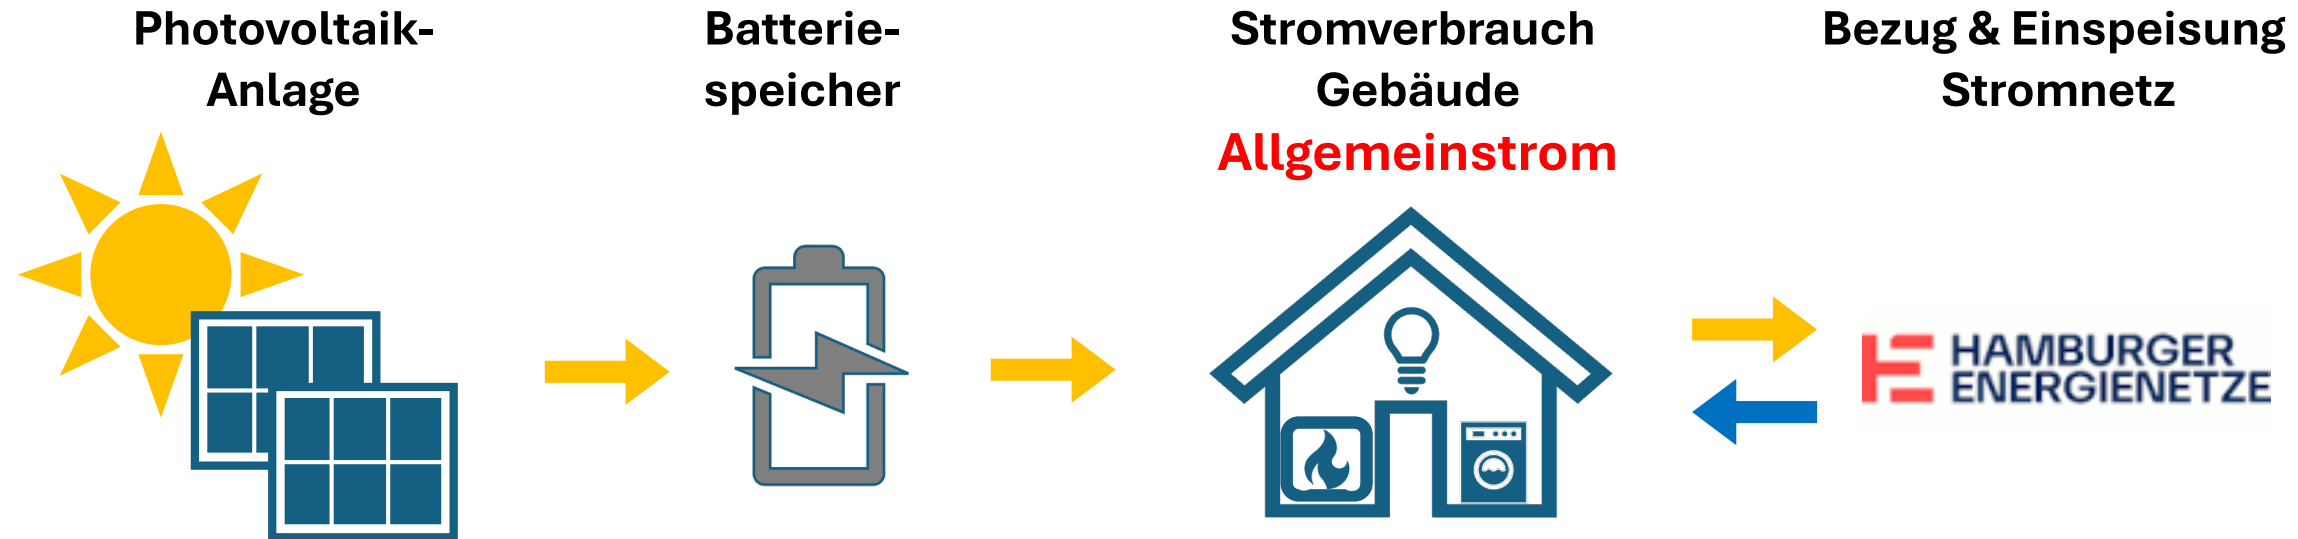 Photovoltaik-
Anlage
Batterie-
speicher
Stromverbrauch
Gebäude
Allgemeinstrom
Bezug & Einspeisung
Stromnetz
HAMBURGER
ENERGIENETZE